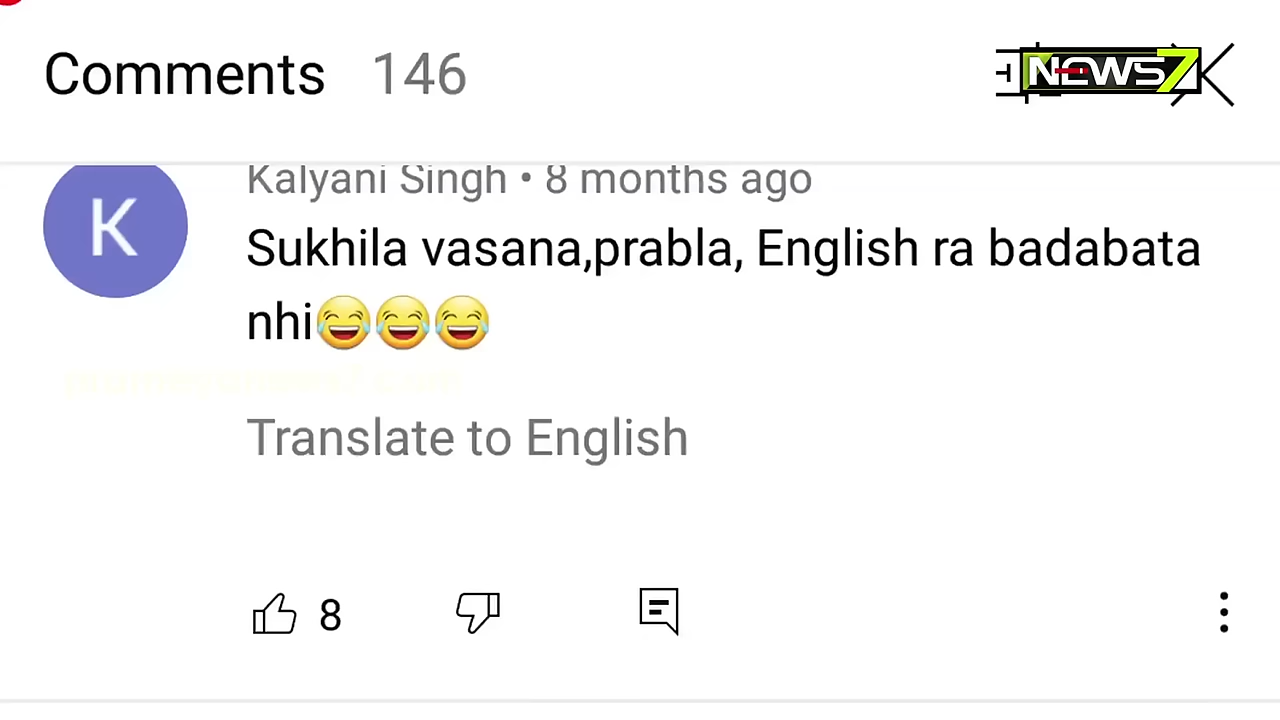 Comments 146
NEWS7
Kalyani Singh • 8 months ago
K
Sukhila vasana,prabla, English ra badabata
nhi😂😂😂
Translate to English
8